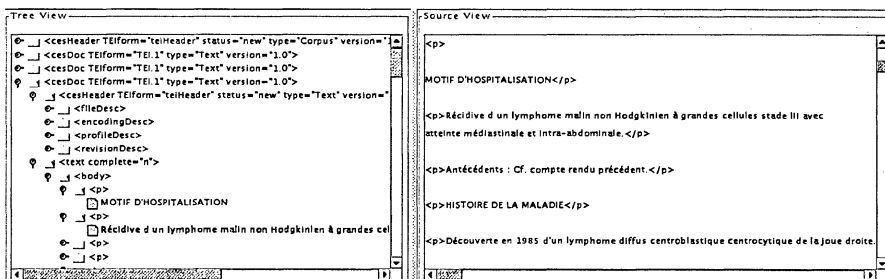 Tree View
<cesHeader TEIform="teiHeader" status="new" type="Corpus" version="1
<cesDoc TEIform="TEI.1" type="Text" version="1.0">
<cesDoc TEIform="TEI.1" type="Text" version="1.0">
<cesDoc TEIform="TEI.1" type="Text" version="1.0">
<cesHeader TEIform="teiHeader" status="new" type="Text" version="
<fileDesc>
<encodingDesc>
<profileDesc>
<revisionDesc>
<text complete="n">
<body>
<p>
MOTIF D'HOSPITALISATION
<p>
Récidive d un lymphome malin non Hodgkinien à grandes cel
<p>
<p>
Source View
<p>
MOTIF D'HOSPITALISATION</p>
<p>Récidive d un lymphome malin non Hodgkinien à grandes cellules stade III avec
atteinte médiastinale et intra-abdominale.</p>
<p>Antécédents : Cf. compte rendu précédent.</p>
<p>HISTOIRE DE LA MALADIE</p>
<p>Découverte en 1985 d'un lymphome diffus centroblastique centrocytique de la joue droite.